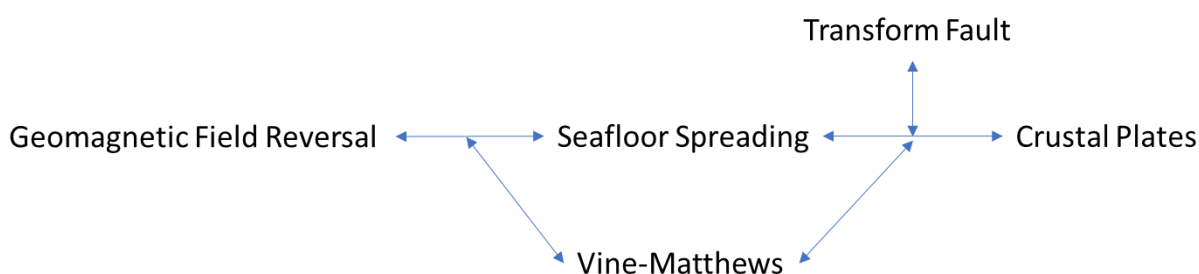 Transform Fault
Geomagnetic Field Reversal
Seafloor Spreading
Crustal Plates
Vine-Matthews